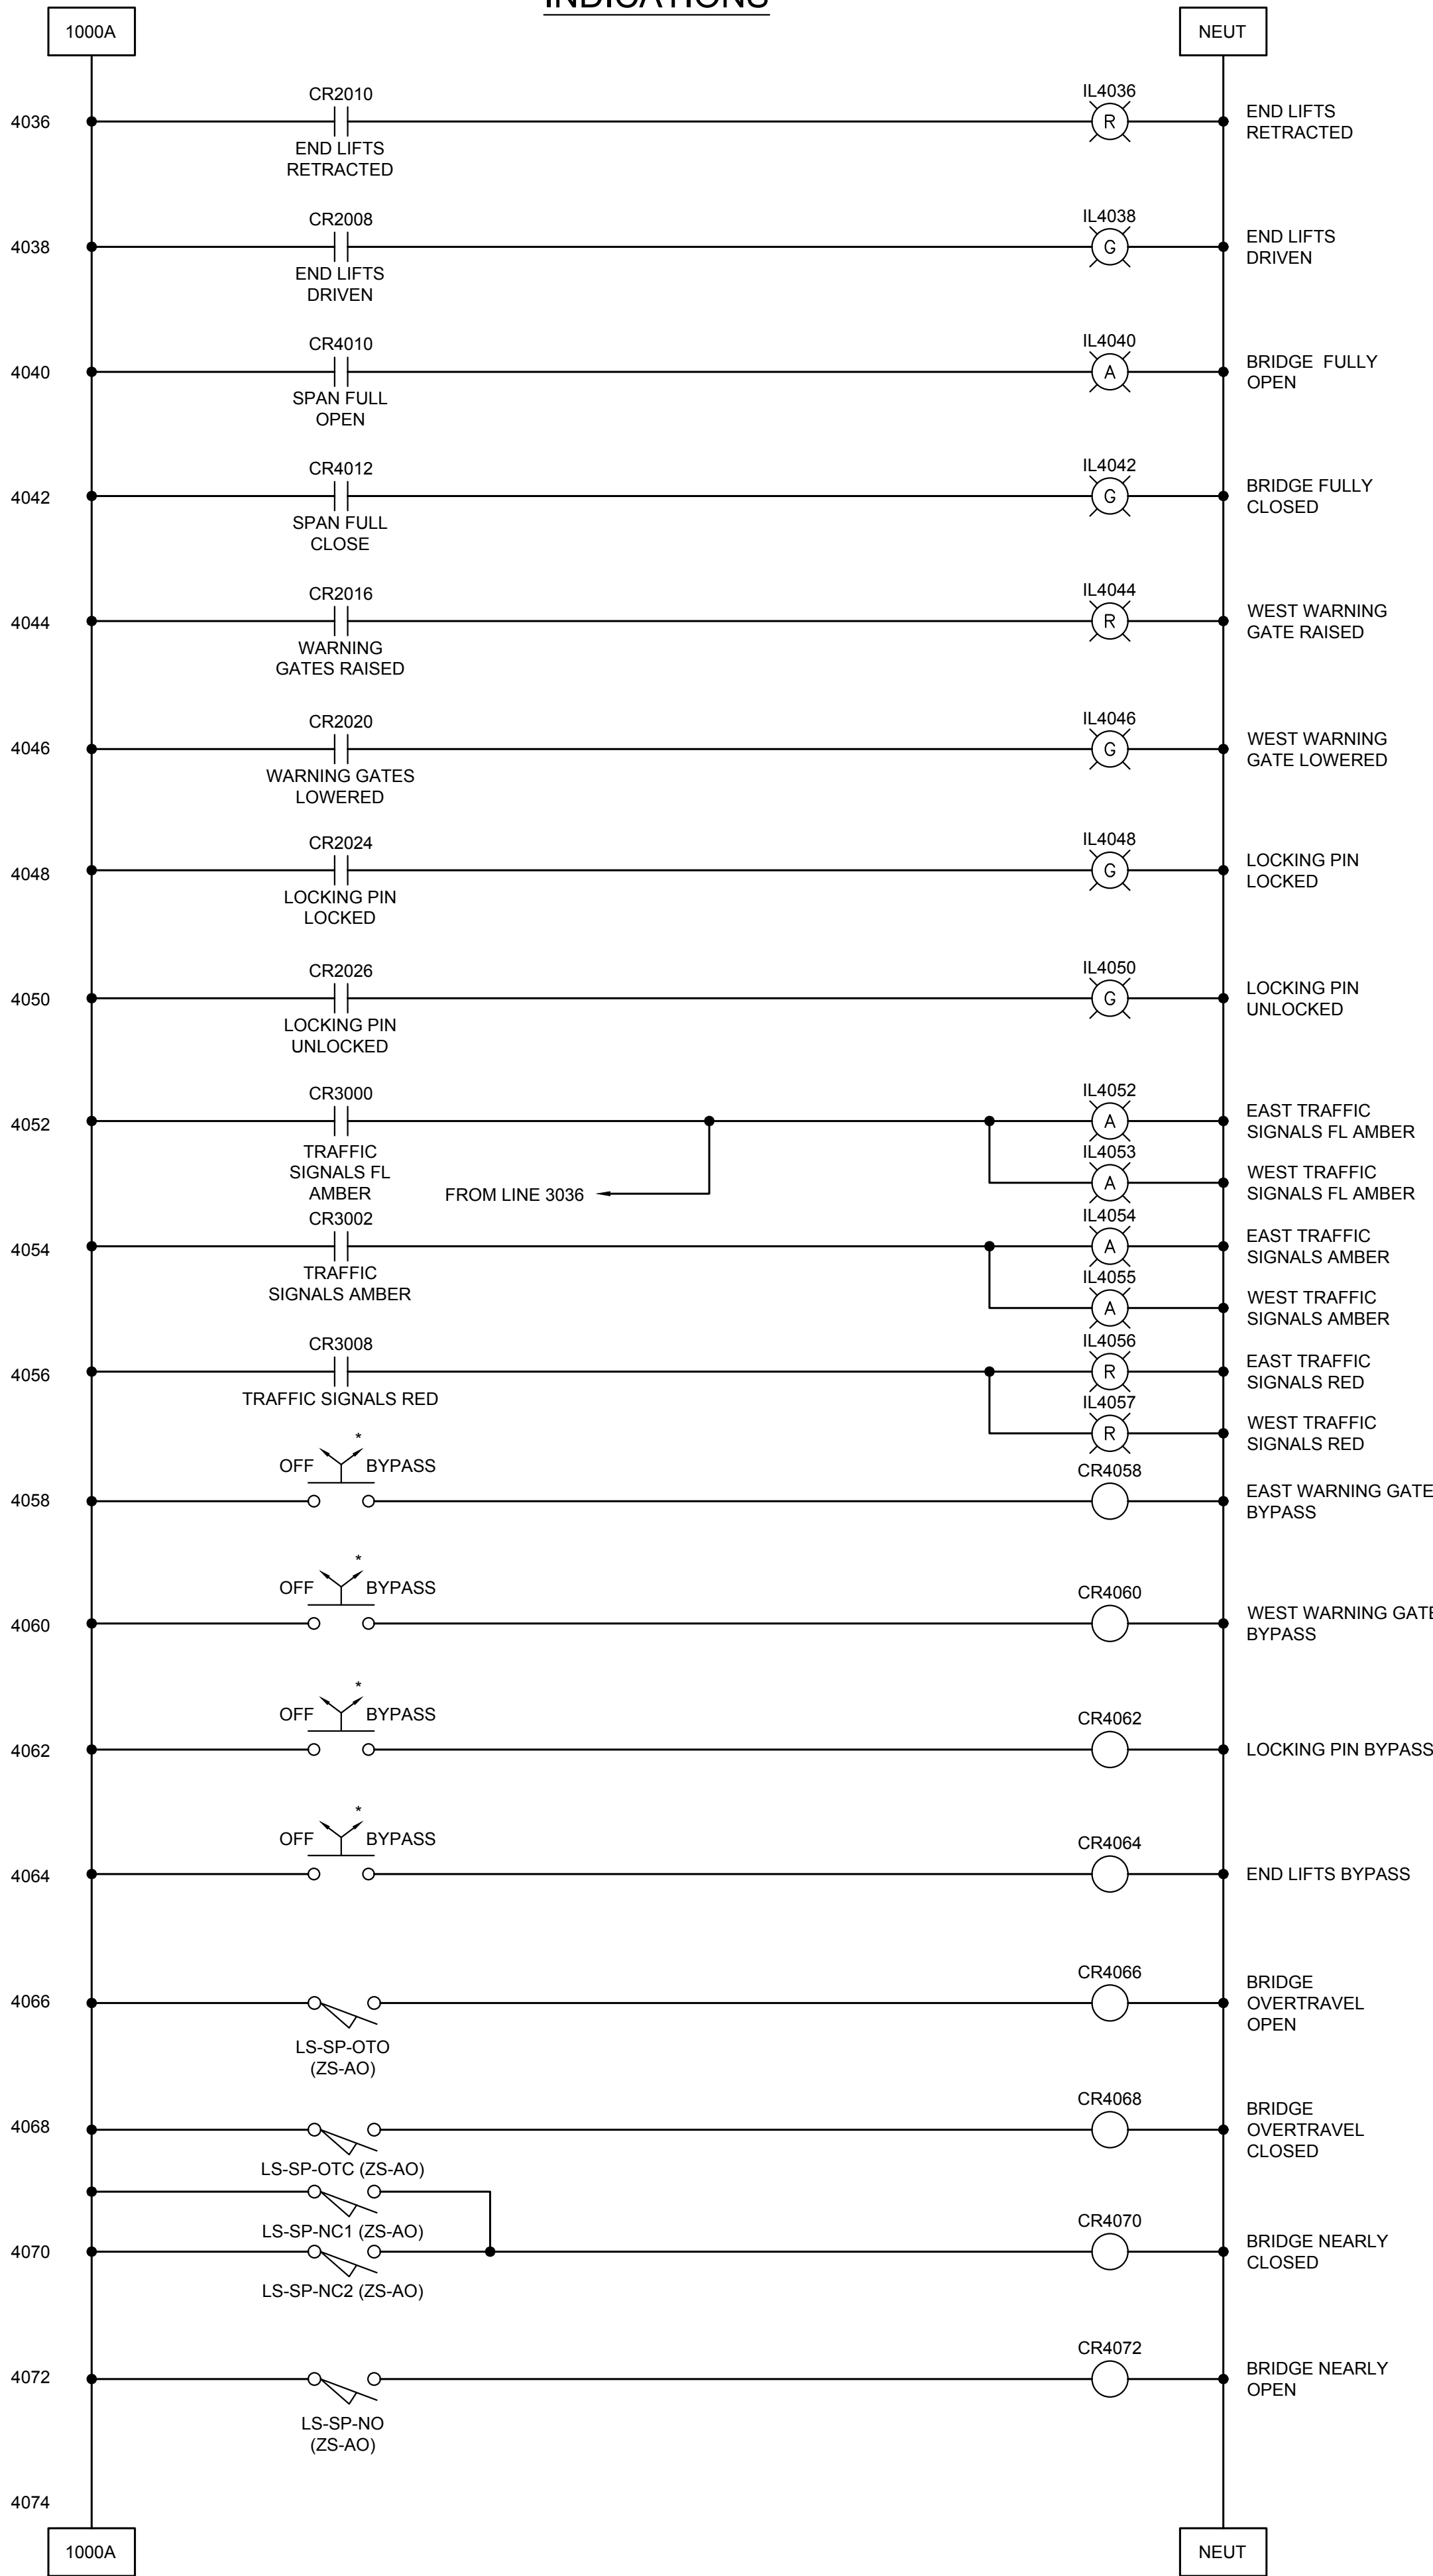 INDICATIONS
1000A
NEUT
4036
CR2010
END LIFTS
RETRACTED
IL4036
R
END LIFTS
RETRACTED
4038
CR2008
END LIFTS
DRIVEN
IL4038
G
END LIFTS
DRIVEN
4040
CR4010
SPAN FULL
OPEN
IL4040
A
BRIDGE FULLY
OPEN
4042
CR4012
SPAN FULL
CLOSE
IL4042
G
BRIDGE FULLY
CLOSED
4044
CR2016
WARNING
GATES RAISED
IL4044
R
WEST WARNING
GATE RAISED
4046
CR2020
WARNING GATES
LOWERED
IL4046
G
WEST WARNING
GATE LOWERED
4048
CR2024
LOCKING PIN
LOCKED
IL4048
G
LOCKING PIN
LOCKED
4050
CR2026
LOCKING PIN
UNLOCKED
IL4050
G
LOCKING PIN
UNLOCKED
4052
CR3000
TRAFFIC
SIGNALS FL
AMBER
FROM LINE 3036
IL4052
A
EAST TRAFFIC
SIGNALS FL AMBER
IL4053
A
WEST TRAFFIC
SIGNALS FL AMBER
4054
CR3002
TRAFFIC
SIGNALS AMBER
IL4054
A
EAST TRAFFIC
SIGNALS AMBER
IL4055
A
WEST TRAFFIC
SIGNALS AMBER
4056
CR3008
TRAFFIC SIGNALS RED
IL4056
R
EAST TRAFFIC
SIGNALS RED
IL4057
R
WEST TRAFFIC
SIGNALS RED
4058
*
OFF BYPASS
CR4058
EAST WARNING GATE
BYPASS
4060
*
OFF BYPASS
CR4060
WEST WARNING GATE
BYPASS
4062
*
OFF BYPASS
CR4062
LOCKING PIN BYPASS
4064
*
OFF BYPASS
CR4064
END LIFTS BYPASS
4066
LS-SP-OTO
(ZS-AO)
CR4066
BRIDGE
OVERTRAVEL
OPEN
4068
LS-SP-OTC (ZS-AO)
CR4068
BRIDGE
OVERTRAVEL
CLOSED
LS-SP-NC1 (ZS-AO)
4070
LS-SP-NC2 (ZS-AO)
CR4070
BRIDGE NEARLY
CLOSED
4072
LS-SP-NO
(ZS-AO)
CR4072
BRIDGE NEARLY
OPEN
4074
1000A
NEUT